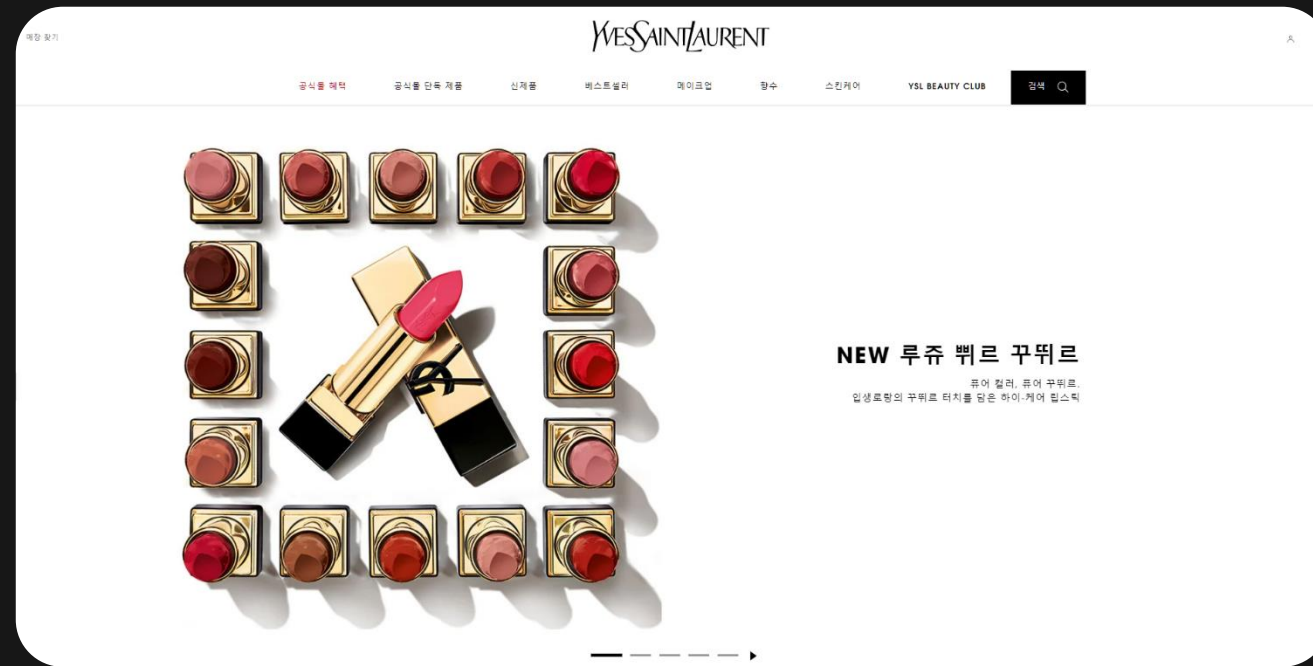 매장 찾기
YVESSAINTLAURENT
공식몰 혜택 공식몰 단독 제품 신제품 베스트셀러 메이크업 향수 스킨케어 YSL BEAUTY CLUB 검색
NEW 루쥬 쀠르 꾸뛰르
퓨어 컬러, 퓨어 꾸뛰르.
입생로랑의 꾸뛰르 터치를 담은 하이-케어 립스틱